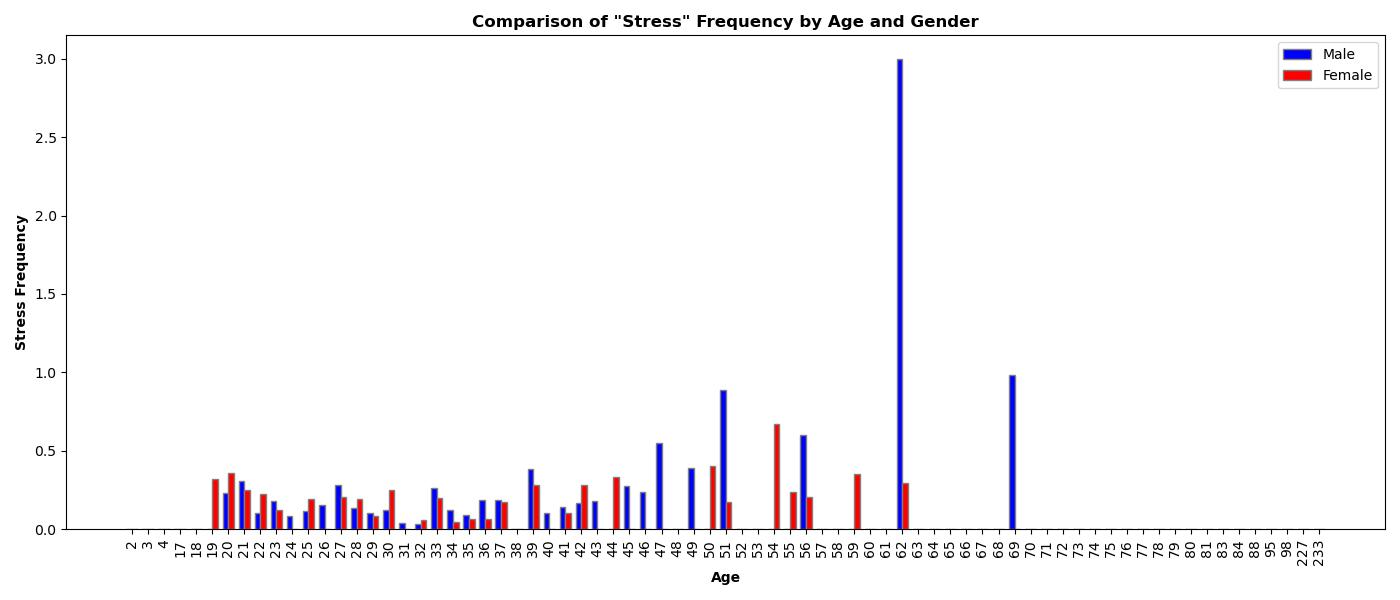 Comparison of "Stress" Frequency by Age and Gender
Male
Female
3.0
2.5
2.0
1.5
1.0
0.5
0.0
Stress Frequency
2 3 4 17 18 19 20 21 22 23 24 25 26 27 28 29 30 31 32 33 34 35 36 37 38 39 40 41 42 43 44 45 46 47 48 49 50 51 52 53 54 55 56 57 58 59 60 61 62 63 64 65 66 67 68 69 70 71 72 73 74 75 76 77 78 79 80 81 83 84 88 95 98 227 233
Age